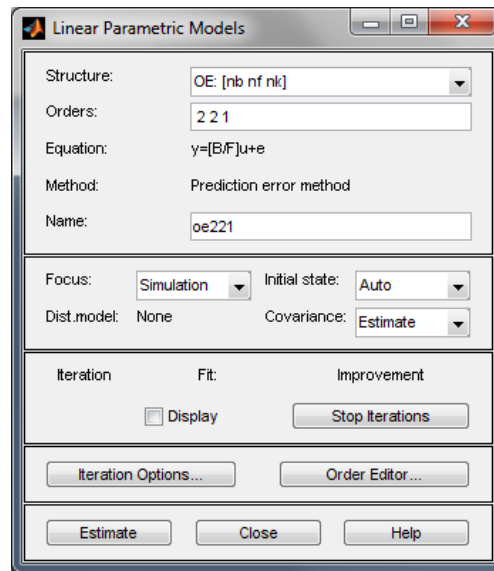 Linear Parametric Models
Structure: OE: [nb nf nk]
Orders: 2 2 1
Equation: y=[B/F]u+e
Method: Prediction error method
Name: oe221
Focus: Simulation Initial state: Auto
Dist.model: None Covariance: Estimate
Iteration Fit: Improvement
Display Stop Iterations
Iteration Options... Order Editor...
Estimate Close Help